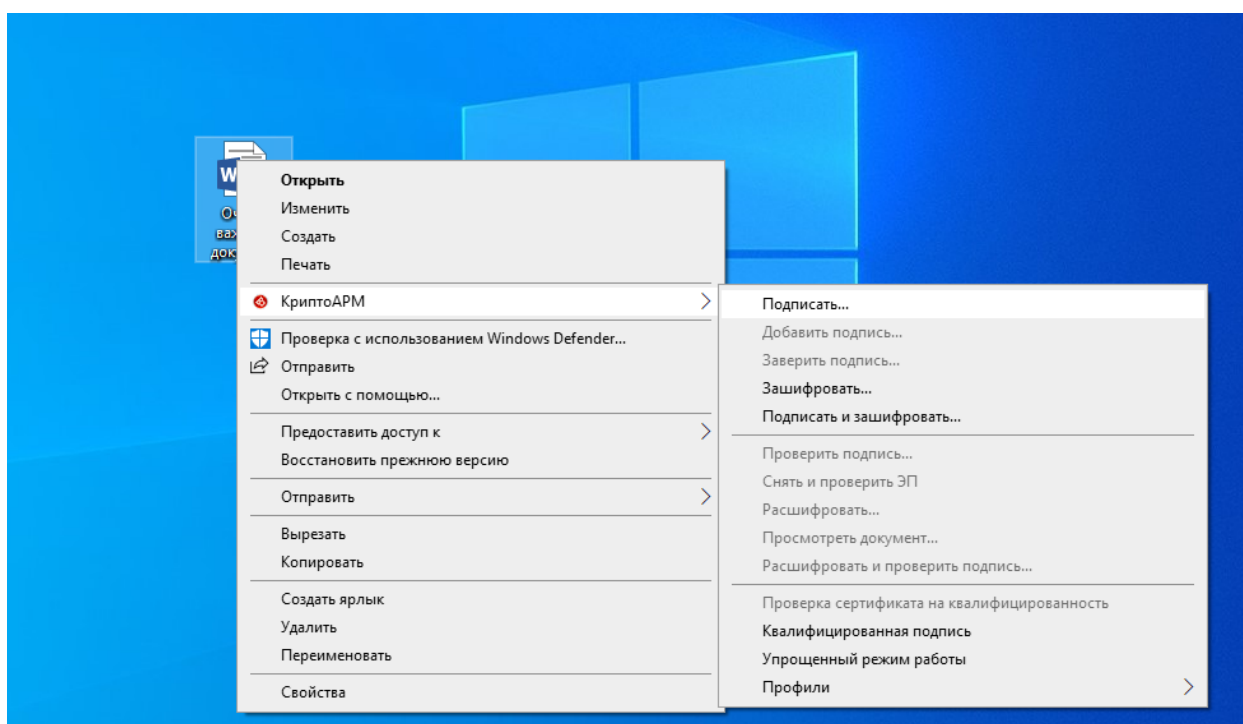 W
Открыть
Изменить
Создать
Печать
КриптоАРМ
Проверка с использованием Windows Defender...
Отправить
Открыть с помощью...
Предоставить доступ к
Восстановить прежнюю версию
Отправить
Вырезать
Копировать
Создать ярлык
Удалить
Переименовать
Свойства
Подписать...
Добавить подпись...
Заверить подпись...
Зашифровать...
Подписать и зашифровать...
Проверить подпись...
Снять и проверить ЭП
Расшифровать...
Просмотреть документ...
Расшифровать и проверить подпись...
Проверка сертификата на квалифицированность
Квалифицированная подпись
Упрощенный режим работы
Профили